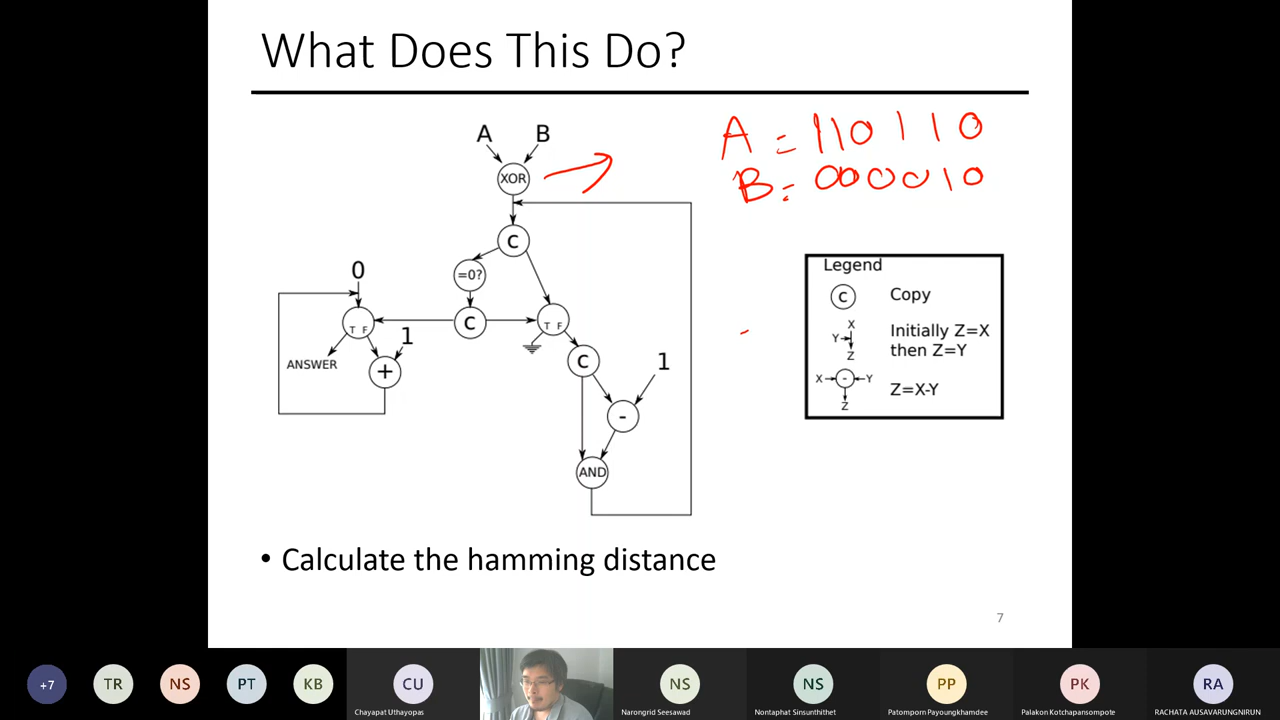 What Does This Do?
A B
XOR
C
=0?
0
T F
C
T F
1
ANSWER
+
C
1
-
AND
A = 110110
B = 000010
Legend
C Copy
X
Y
Z
Initially Z=X
then Z=Y
X - Y
Z
Z=X-Y
• Calculate the hamming distance
7
+7
TR
NS
PT
KB
CU
NS
NS
PP
PK
RA
Chayapat Uthayopas
Narongrid Seesawad
Nontaphat Sinsunthithet
Patomporn Payoungkhamdee
Palakon Kotchapansompote
RACHATA AUSAVARUNGNIRUN